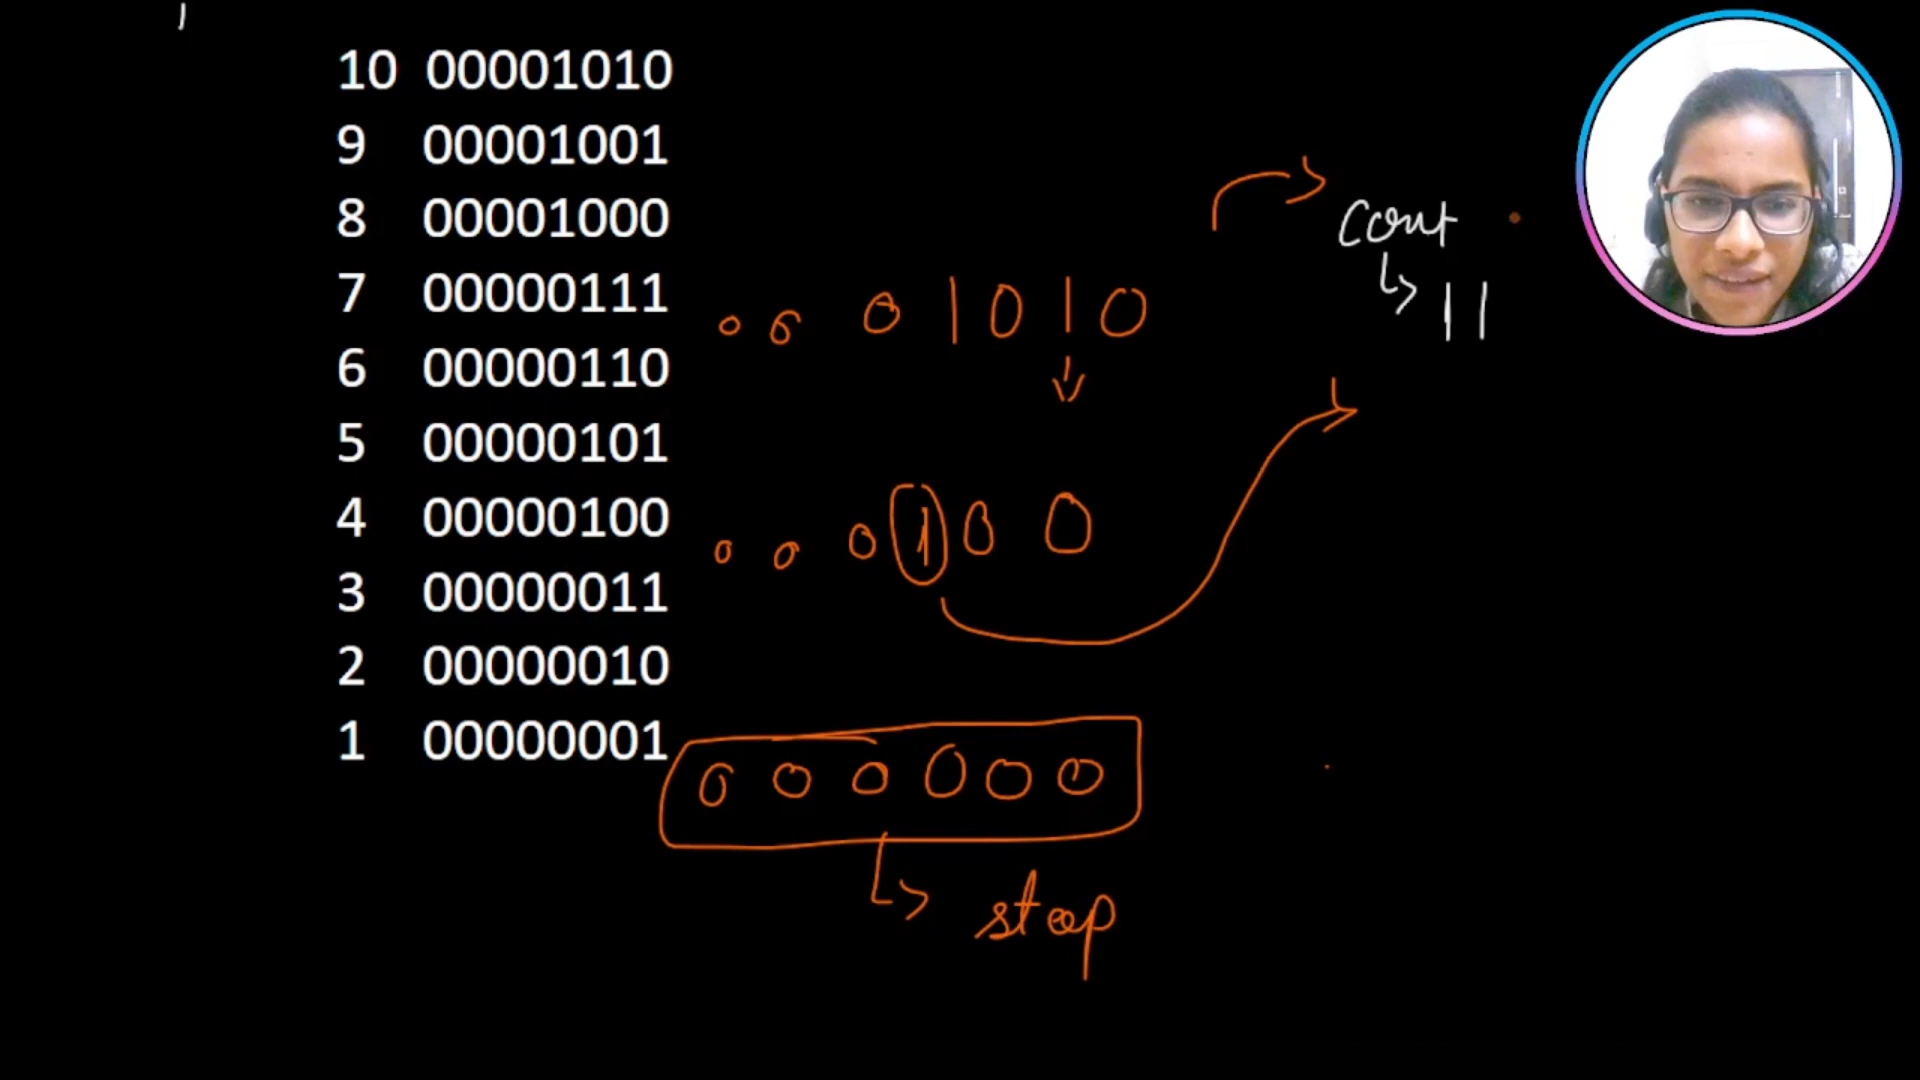 10 00001010
9 00001001
8 00001000
7 00000111
6 00000110
5 00000101
4 00000100
3 00000011
2 00000010
1 00000001
0 0 0 1 0 1 0
cout
11
0 0 0 1 0 0
0 0 0 0 0 0
stop